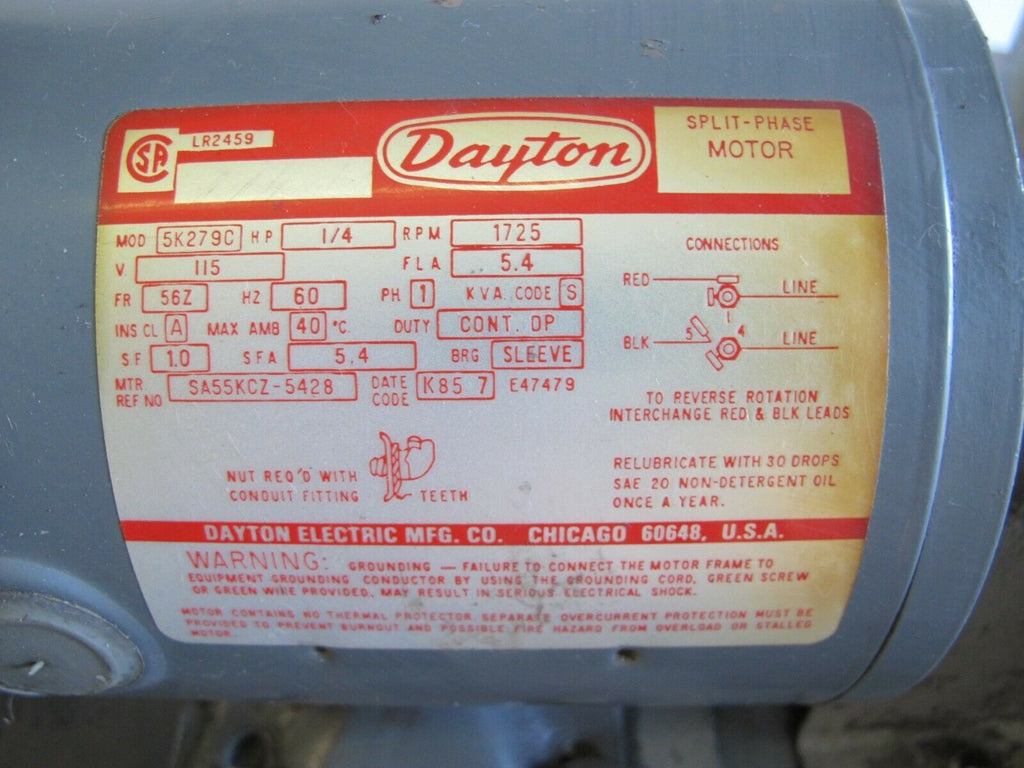 SA
LR2459
Dayton
SPLIT-PHASE
MOTOR
MOD 5K279C HP 1/4 RPM 1725
V 115 FLA 5.4
FR 56Z HZ 60 PH 1 KVA. CODE S
INS CL A MAX AMB 40 °C DUTY CONT. DP
S.F 1.0 SFA 5.4 BRG SLEEVE
MTR. REF NO SA55KCZ-5428 DATE CODE K85 7 E47479
CONNECTIONS
RED LINE
1
BLK 5 4 LINE
TO REVERSE ROTATION
INTERCHANGE RED & BLK LEADS
NUT REQ'D WITH
CONDUIT FITTING TEETH
RELUBRICATE WITH 30 DROPS
SAE 20 NON-DETERGENT OIL
ONCE A YEAR.
DAYTON ELECTRIC MFG. CO. CHICAGO 60648, U.S.A.
WARNING: GROUNDING — FAILURE TO CONNECT THE MOTOR FRAME TO
EQUIPMENT GROUNDING CONDUCTOR BY USING THE GROUNDING CORD, GREEN SCREW
OR GREEN WIRE PROVIDED, MAY RESULT IN SERIOUS ELECTRICAL SHOCK.
MOTOR CONTAINS NO THERMAL PROTECTOR. SEPARATE OVERCURRENT PROTECTION MUST BE
PROVIDED TO PREVENT BURNOUT AND POSSIBLE FIRE HAZARD FROM OVERLOAD OR STALLED
MOTOR.